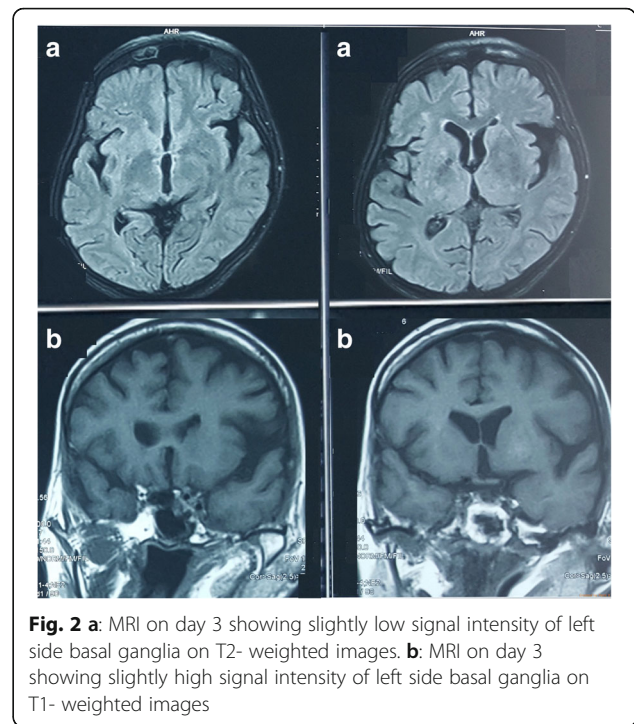 a
AHR
a
AHR
b
6
b
Fig. 2 a: MRI on day 3 showing slightly low signal intensity of left
side basal ganglia on T2- weighted images. b: MRI on day 3
showing slightly high signal intensity of left side basal ganglia on
T1- weighted images